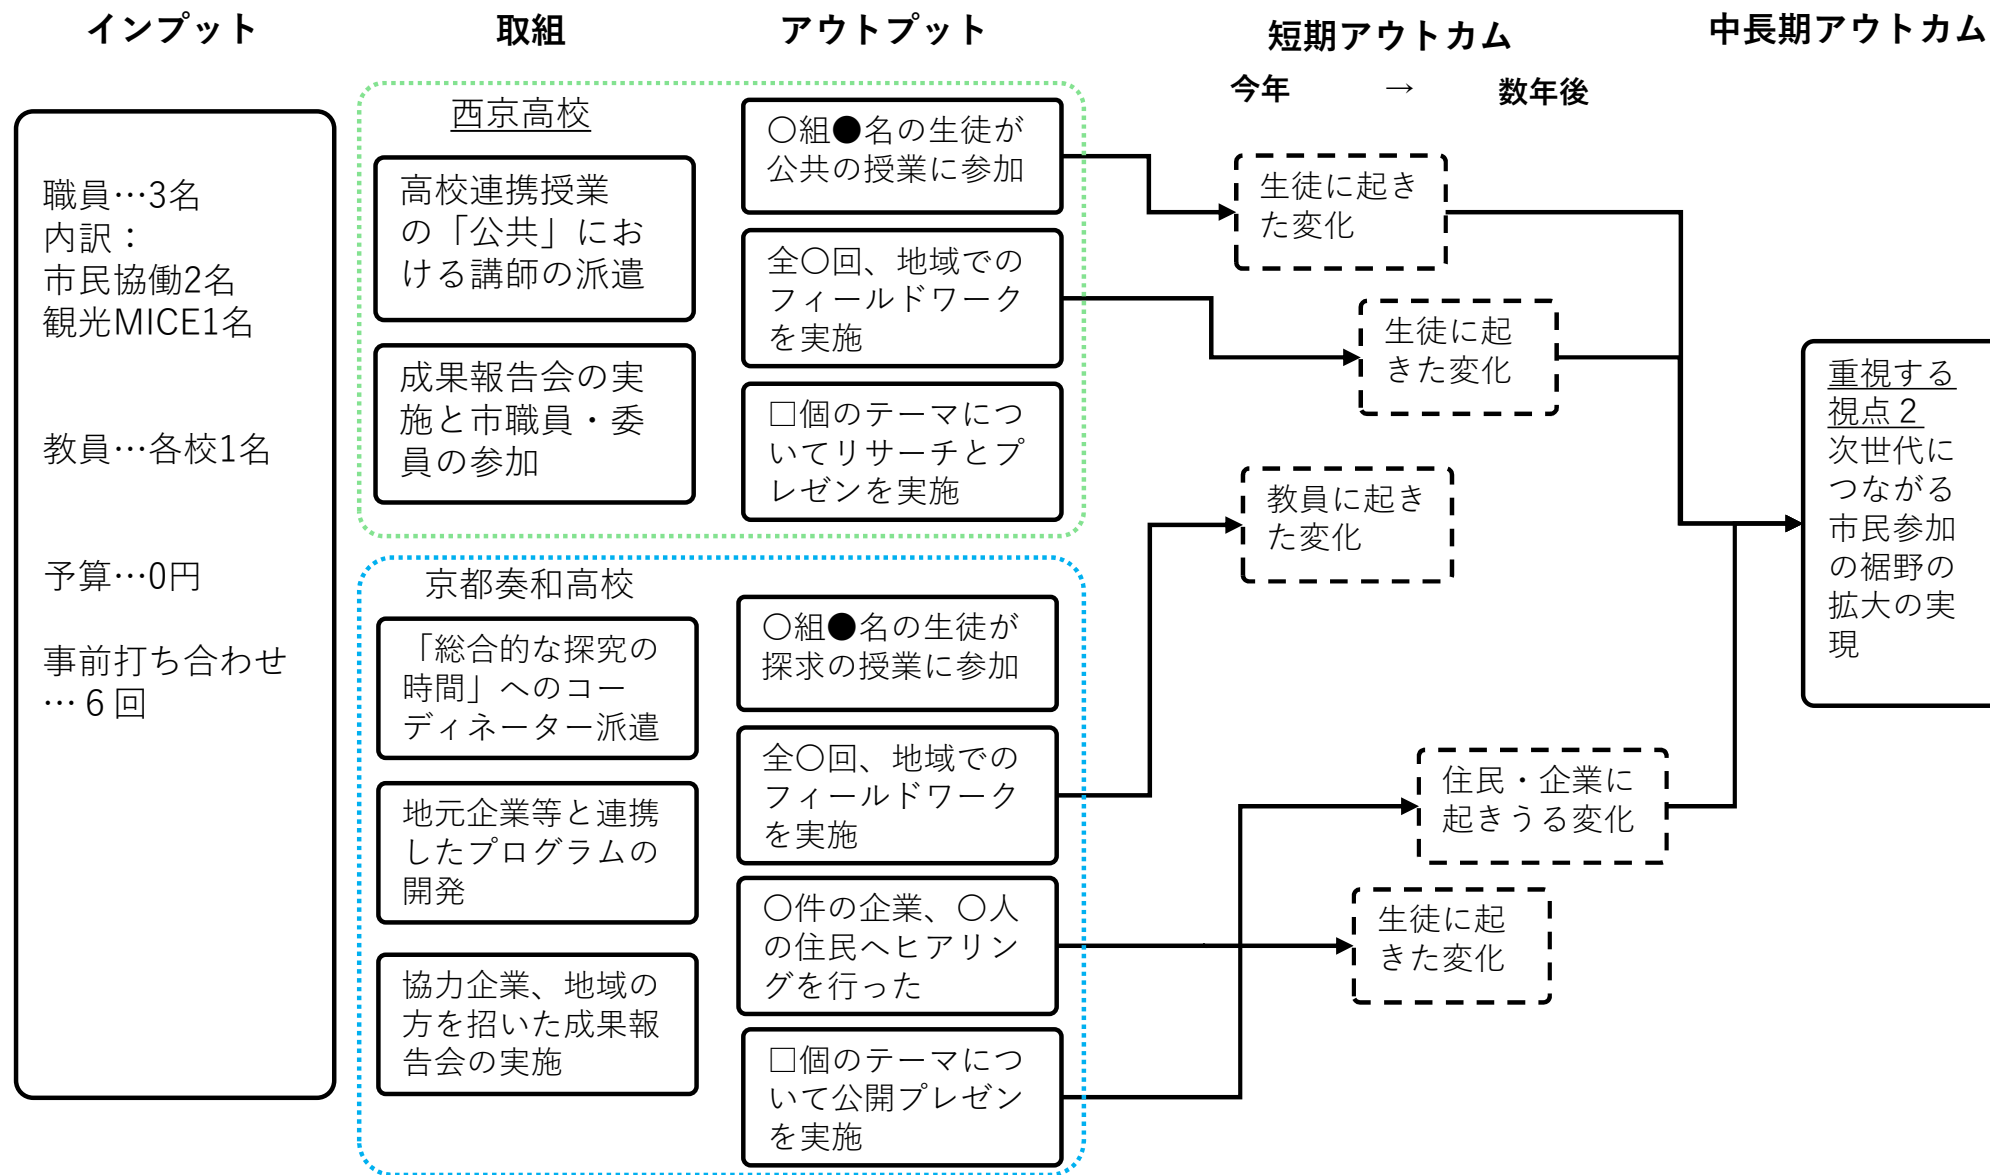 インプット
取組
アウトプット
短期アウトカム
中長期アウトカム
今年 → 数年後
職員…3名
内訳：
市民協働2名
観光MICE1名
教員…各校1名
予算…0円
事前打ち合わせ
…６回
西京高校
高校連携授業
の「公共」にお
ける講師の派遣
成果報告会の実
施と市職員・委
員の参加
〇組●名の生徒が
公共の授業に参加
全〇回、地域での
フィールドワーク
を実施
□個のテーマにつ
いてリサーチとプ
レゼンを実施
京都奏和高校
「総合的な探究の
時間」へのコー
ディネーター派遣
地元企業等と連携
したプログラムの
開発
協力企業、地域の
方を招いた成果報
告会の実施
〇組●名の生徒が
探求の授業に参加
全〇回、地域での
フィールドワーク
を実施
〇件の企業、〇人
の住民へヒアリン
グを行った
□個のテーマにつ
いて公開プレゼン
を実施
生徒に起き
た変化
生徒に起
きた変化
教員に起き
た変化
住民・企業に
起きうる変化
生徒に起
きた変化
重視する
視点２
次世代に
つながる
市民参加
の裾野の
拡大の実
現